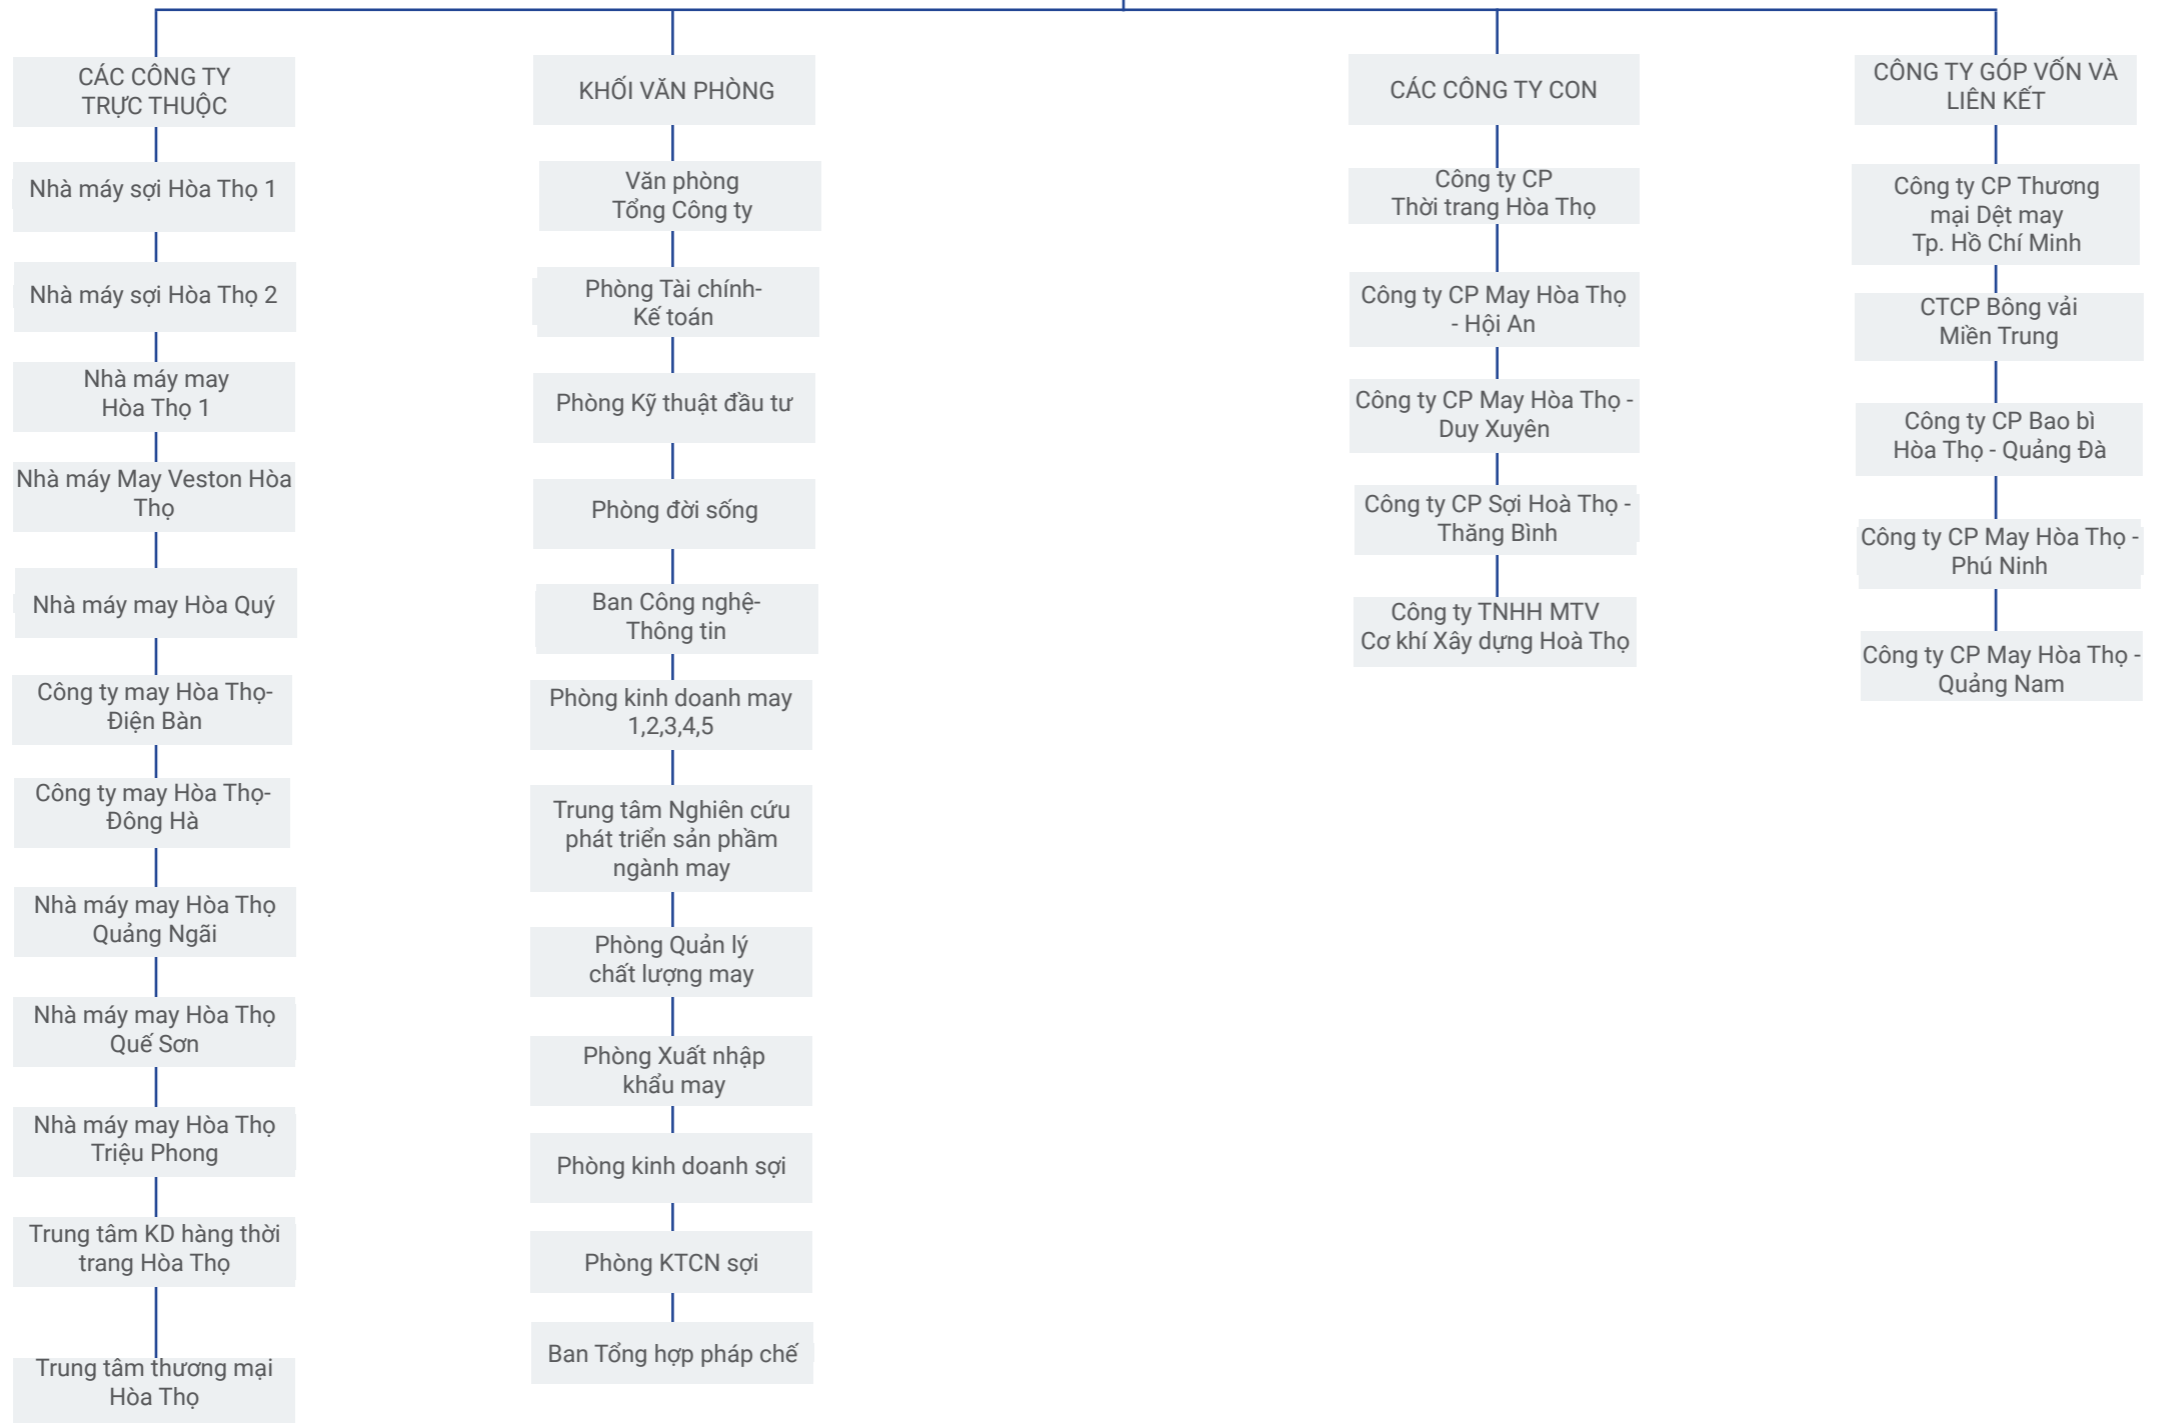 CÁC CÔNG TY
TRỰC THUỘC
Nhà máy sợi Hòa Thọ 1
Nhà máy sợi Hòa Thọ 2
Nhà máy may
Hòa Thọ 1
Nhà máy May Veston Hòa
Thọ
Nhà máy may Hòa Quý
Công ty may Hòa Thọ-
Điện Bàn
Công ty may Hòa Thọ-
Đông Hà
Nhà máy may Hòa Thọ
Quảng Ngãi
Nhà máy may Hòa Thọ
Quế Sơn
Nhà máy may Hòa Thọ
Triệu Phong
Trung tâm KD hàng thời
trang Hòa Thọ
Trung tâm thương mại
Hòa Thọ
KHỐI VĂN PHÒNG
Văn phòng
Tổng Công ty
Phòng Tài chính-
Kế toán
Phòng Kỹ thuật đầu tư
Phòng đời sống
Ban Công nghệ-
Thông tin
Phòng kinh doanh may
1,2,3,4,5
Trung tâm Nghiên cứu
phát triển sản phầm
ngành may
Phòng Quản lý
chất lượng may
Phòng Xuất nhập
khẩu may
Phòng kinh doanh sợi
Phòng KTCN sợi
Ban Tổng hợp pháp chế
CÁC CÔNG TY CON
Công ty CP
Thời trang Hòa Thọ
Công ty CP May Hòa Thọ
- Hội An
Công ty CP May Hòa Thọ -
Duy Xuyên
Công ty CP Sợi Hoà Thọ -
Thăng Bình
Công ty TNHH MTV
Cơ khí Xây dựng Hoà Thọ
CÔNG TY GÓP VỐN VÀ
LIÊN KẾT
Công ty CP Thương
mại Dệt may
Tp. Hồ Chí Minh
CTCP Bông vải
Miền Trung
Công ty CP Bao bì
Hòa Thọ - Quảng Đà
Công ty CP May Hòa Thọ -
Phú Ninh
Công ty CP May Hòa Thọ -
Quảng Nam